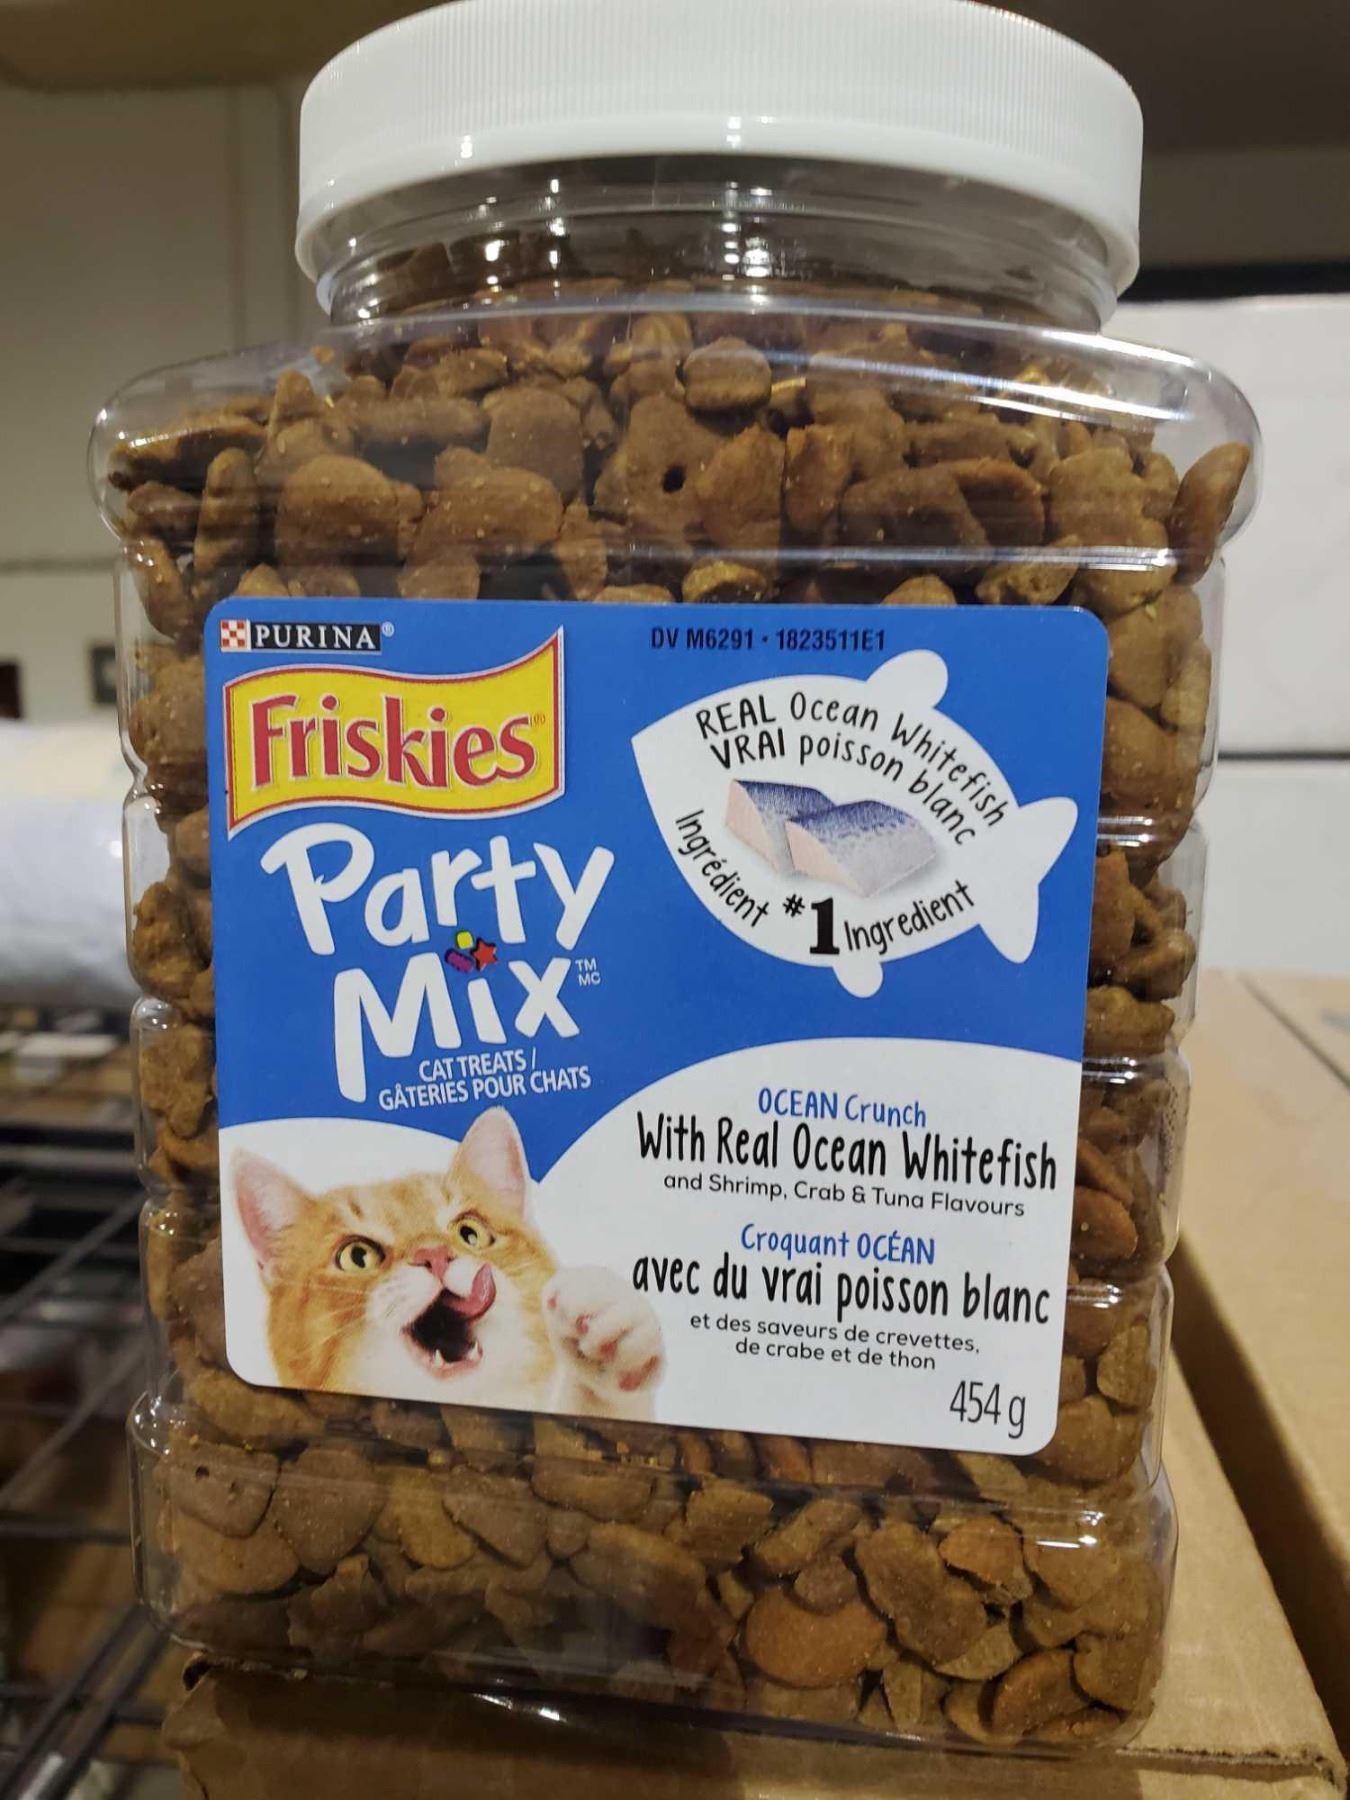 PURINA®
Friskies®
Party
Mix TM MC
CAT TREATS /
GÂTERIES POUR CHATS
DV M6291 - 1823511E1
REAL Ocean Whitefish
VRAI poisson blanc
Ingrédient #1 Ingredient
OCEAN Crunch
With Real Ocean Whitefish
and Shrimp, Crab & Tuna Flavours
Croquant OCÉAN
avec du vrai poisson blanc
et des saveurs de crevettes,
de crabe et de thon
454 g